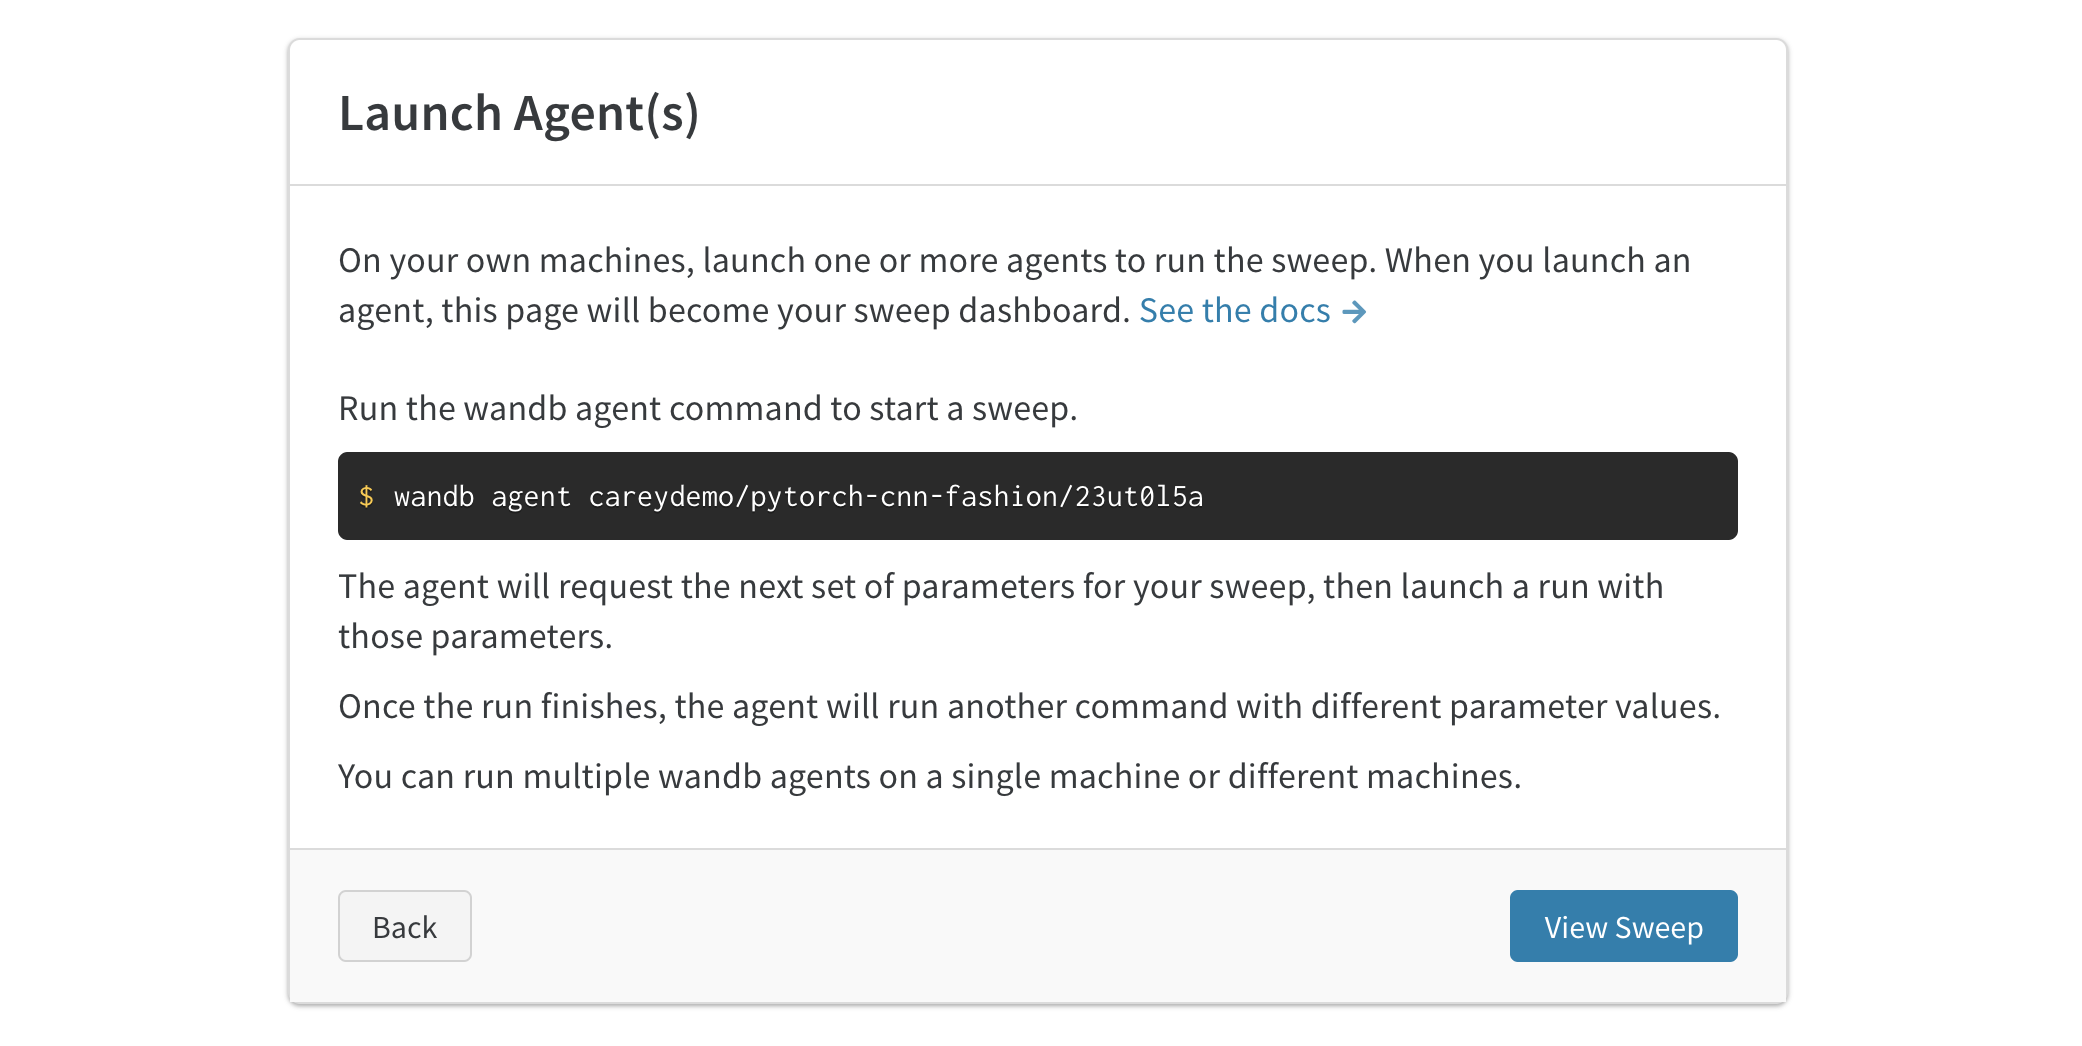 Launch Agent(s)
On your own machines, launch one or more agents to run the sweep. When you launch an
agent, this page will become your sweep dashboard. See the docs →
Run the wandb agent command to start a sweep.
$ wandb agent careydemo/pytorch-cnn-fashion/23ut0l5a
The agent will request the next set of parameters for your sweep, then launch a run with
those parameters.
Once the run finishes, the agent will run another command with different parameter values.
You can run multiple wandb agents on a single machine or different machines.
Back
View Sweep